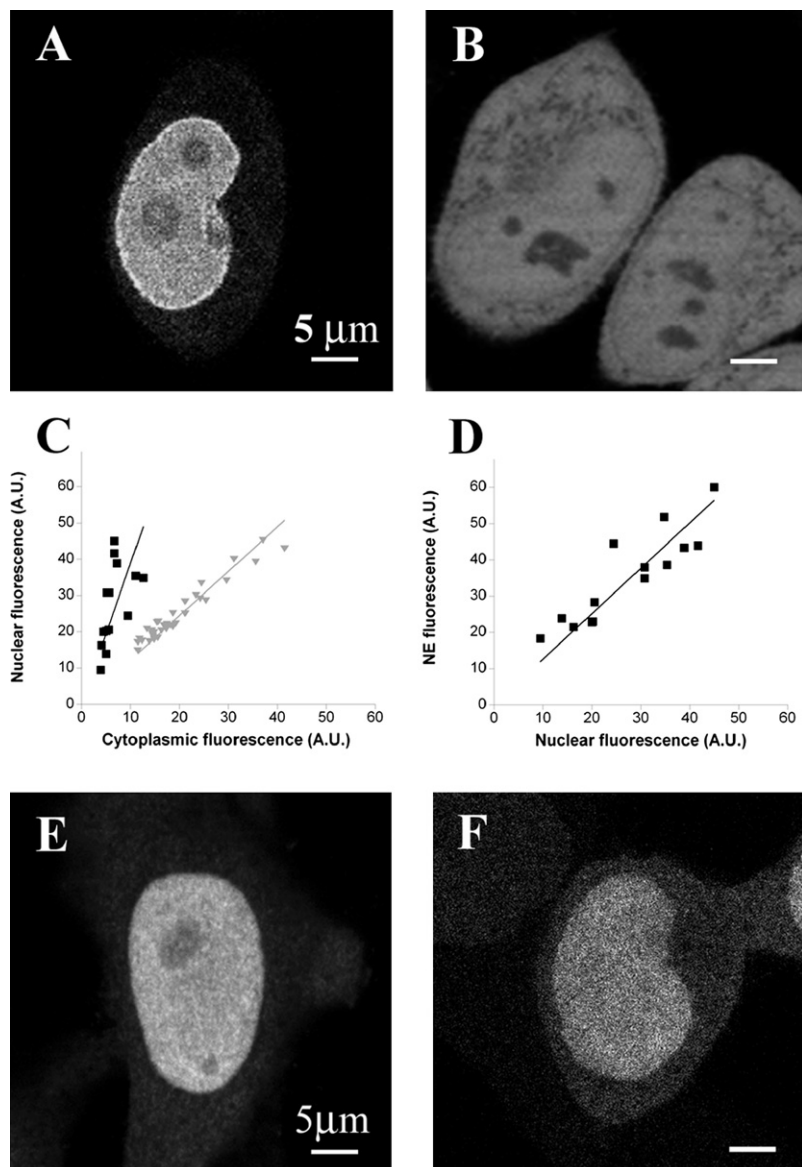 A
B
5 μm
C
D
Nuclear fluorescence (A.U.)
60
50
40
30
20
10
0
0 10 20 30 40 50 60
Cytoplasmic fluorescence (A.U.)
NE fluorescence (A.U.)
60
50
40
30
20
10
0
0 10 20 30 40 50 60
Nuclear fluorescence (A.U.)
E
F
5μm